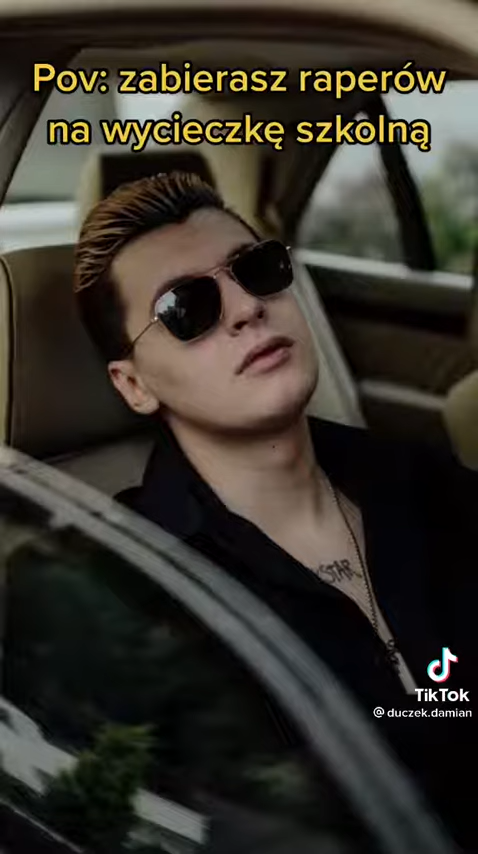 Pov: zabierasz raperów
na wycieczkę szkolną
TikTok
@duczek.damian